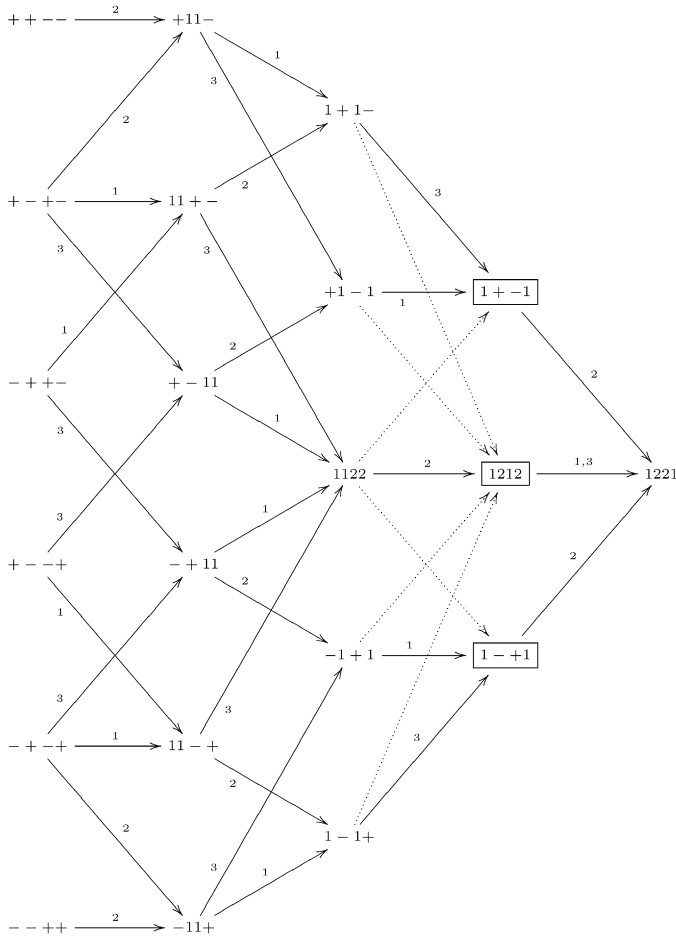 + + - - 2 +11-
1
3
1 + 1-
2
3
+ - +- 1 11 + - 2
3 3
+1 - 1 1 1 + -1
1
2
- + +- + - 11 2
3 1
1122 2 1212 1,3 1221
3 1
+ - -+ - + 11 2 2
1
-1 + 1 1 1 - +1
3 3
3
- + -+ 1 11 - +
2
2 1 - 1+
3 1
- - ++ 2 -11+